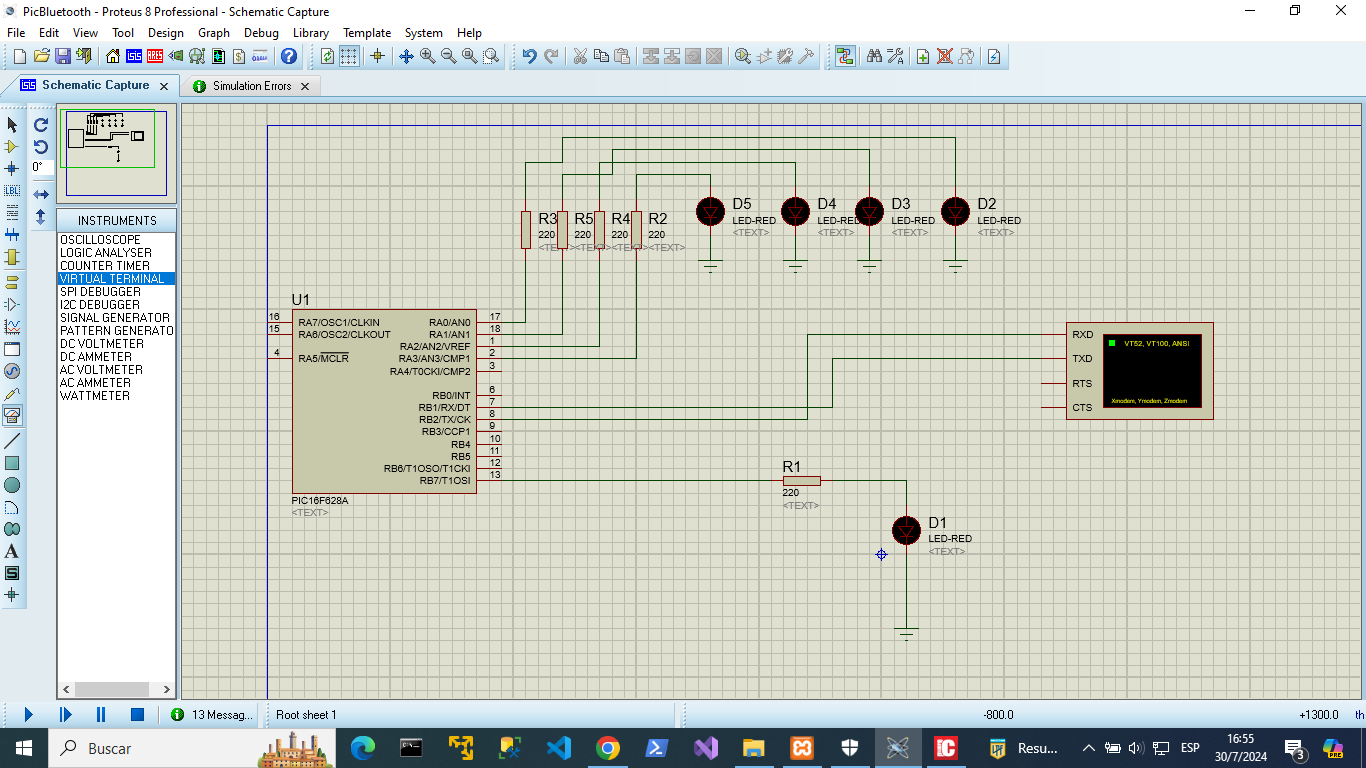 PicBluetooth - Proteus 8 Professional - Schematic Capture
File Edit View Tool Design Graph Debug Library Template System Help
Schematic Capture
Simulation Errors
0°
LBL
INSTRUMENTS
OSCILLOSCOPE
LOGIC ANALYSER
COUNTER TIMER
VIRTUAL TERMINAL
SPI DEBUGGER
I2C DEBUGGER
SIGNAL GENERATOR
PATTERN GENERATO
DC VOLTMETER
DC AMMETER
AC VOLTMETER
AC AMMETER
WATTMETER
R3 R5 R4 R2
220 220 220 220
<TEXT>
D5 D4 D3 D2
LED-RED LED-RED LED-RED LED-RED
<TEXT> <TEXT> <TEXT>
U1
16 RA7/OSC1/CLKIN RA0/AN0 17
15 RA6/OSC2/CLKOUT RA1/AN1 18
RA2/AN2/VREF 1
4 RA5/MCLR RA3/AN3/CMP1 2
RA4/T0CKI/CMP2 3
RB0/INT 6
RB1/RX/DT 7
RB2/TX/CK 8
RB3/CCP1 9
RB4 10
RB5 11
RB6/T1OSO/T1CKI 12
RB7/T1OSI 13
PIC16F628A
<TEXT>
RXD
TXD
RTS
CTS
VT52, VT100, ANSI
Xmodem, Ymodem, Zmodem
R1
220
<TEXT>
D1
LED-RED
<TEXT>
13 Messag...
Root sheet 1
-800.0
+1300.0
th
Buscar
Resu...
ESP
16:55
30/7/2024
3